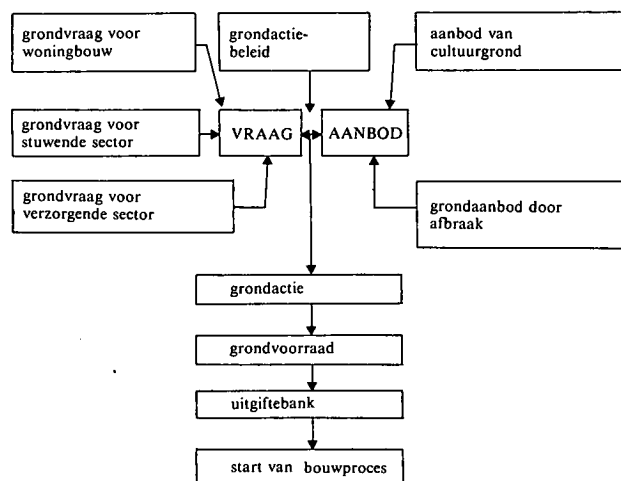 grondvraag voor
woningbouw
grondactie-
beleid
aanbod van
cultuurgrond
grondvraag voor
stuwende sector
VRAAG
AANBOD
grondvraag voor
verzorgende sector
grondaanbod door
afbraak
grondactie
grondvoorraad
uitgiftebank
start van bouwproces